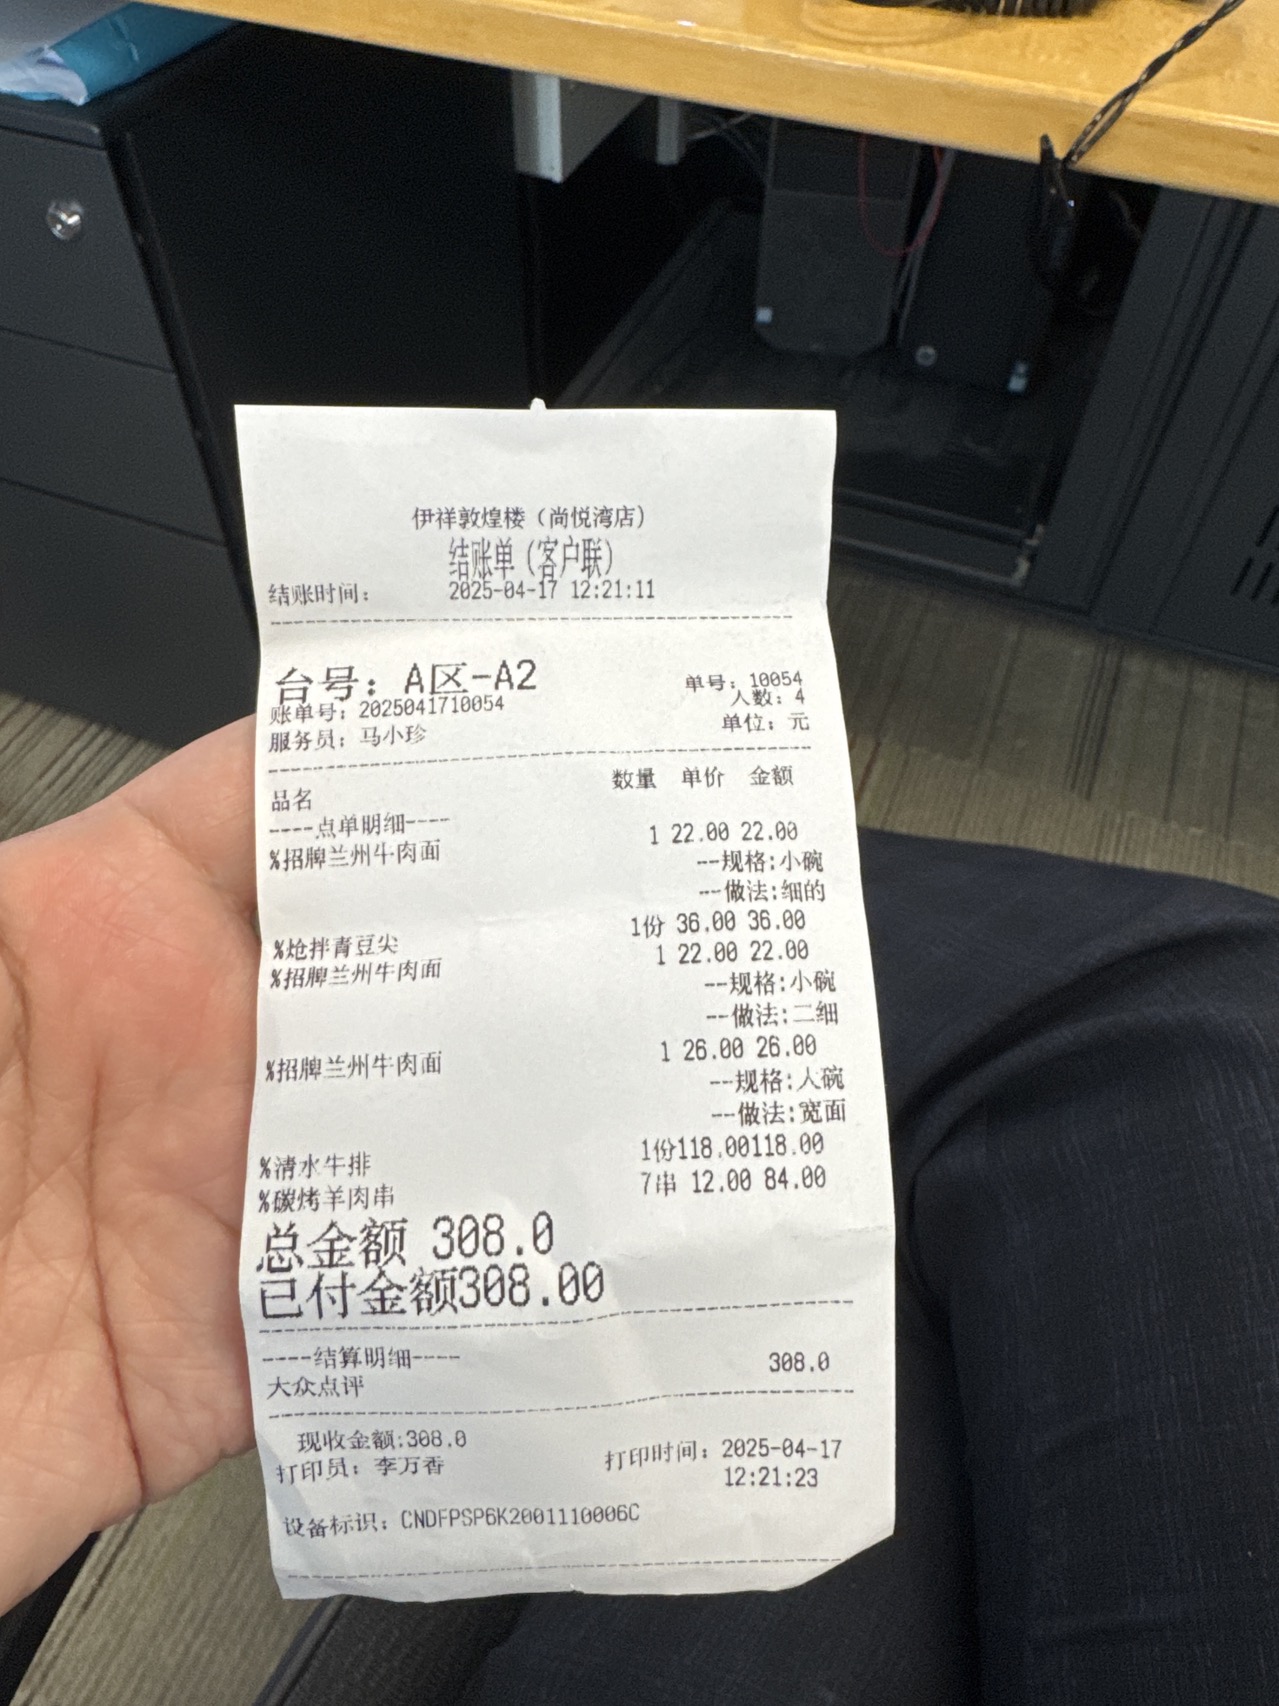 伊祥敦煌楼（尚悦湾店）
结账单（客户联）
结账时间： 2025-04-17 12:21:11
台号：A区-A2 单号：10054
账单号：2025041710054 人数：4
服务员：马小珍 单位：元
品名 数量 单价 金额
----点单明细----
%招牌兰州牛肉面 1 22.00 22.00
--规格:小碗
--做法:细的
%炝拌青豆尖 1份 36.00 36.00
%招牌兰州牛肉面 1 22.00 22.00
--规格:小碗
--做法:二细
%招牌兰州牛肉面 1 26.00 26.00
--规格:大碗
--做法:宽面
%清水牛排 1份118.00118.00
%碳烤羊肉串 7串 12.00 84.00
总金额 308.0
已付金额308.00
----结算明细----
大众点评 308.0
现收金额:308.0
打印员：李万香 打印时间：2025-04-17
12:21:23
设备标识：CNDFPSP6K2001110006C